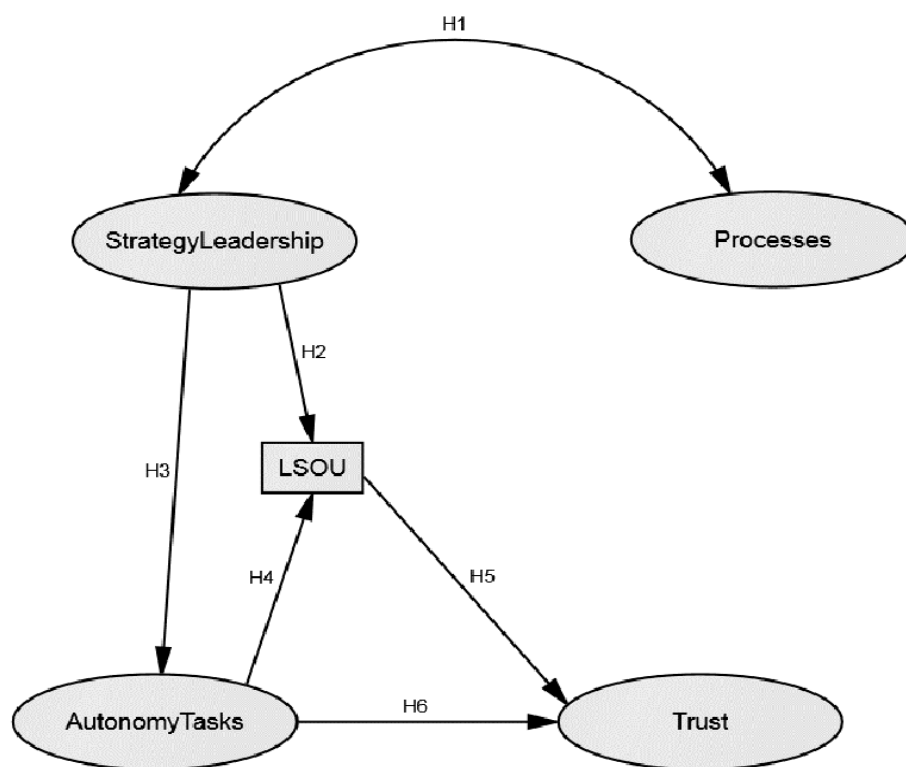 H1
StrategyLeadership
Processes
H2
LSOU
H3
H4
H5
AutonomyTasks
H6
Trust